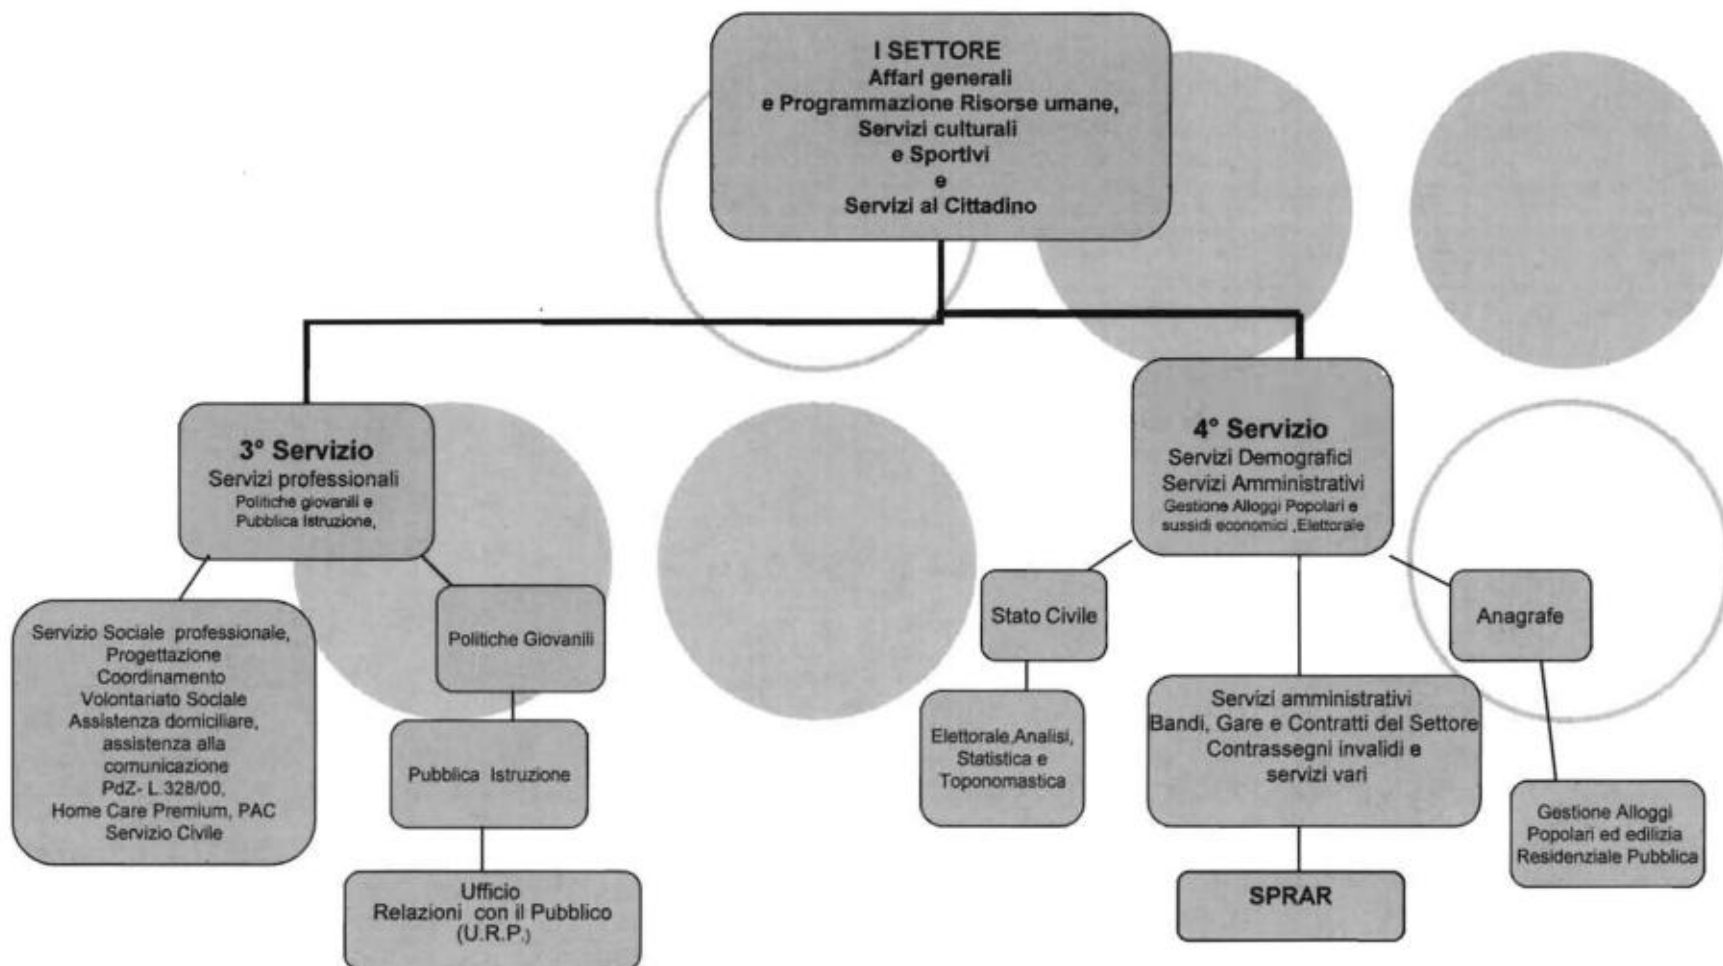 I SETTORE
Affari generali
e Programmazione Risorse umane,
Servizi culturali
e Sportivi
e
Servizi al Cittadino
3° Servizio
Servizi professionali
Politiche giovanili e
Pubblica Istruzione,
4° Servizio
Servizi Demografici
Servizi Amministrativi
Gestione Alloggi Popolari e
sussidi economici ,Elettorale
Servizio Sociale professionale,
Progettazione
Coordinamento
Volontariato Sociale
Assistenza domiciliare,
assistenza alla
comunicazione
PdZ- L.328/00,
Home Care Premium, PAC
Servizio Civile
Politiche Giovanili
Pubblica Istruzione
Ufficio
Relazioni con il Pubblico
(U.R.P.)
Stato Civile
Elettorale,Analisi,
Statistica e
Toponomastica
Servizi amministrativi
Bandi, Gare e Contratti del Settore
Contrassegni invalidi e
servizi vari
SPRAR
Anagrafe
Gestione Alloggi
Popolari ed edilizia
Residenziale Pubblica